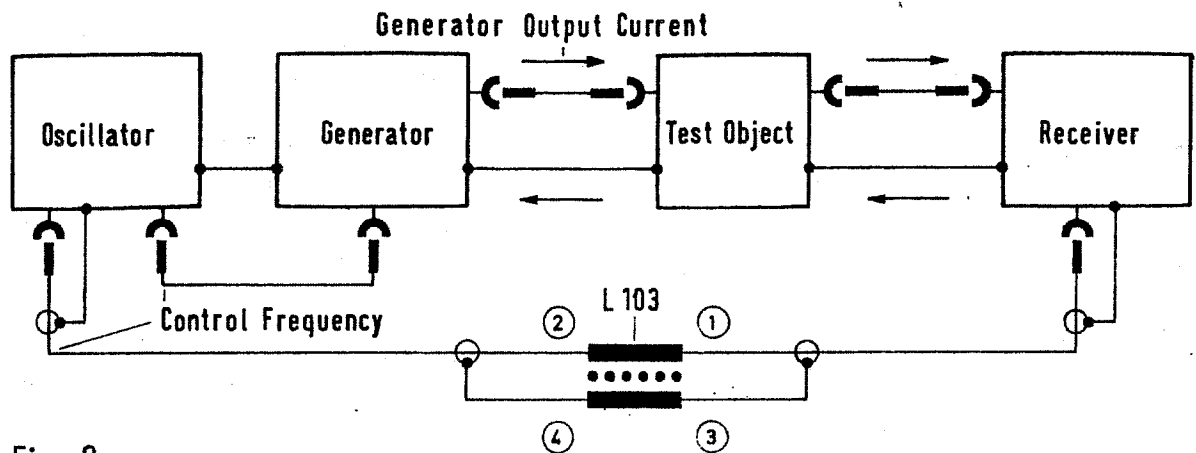 Generator Output Current
Oscillator
Generator
Test Object
Receiver
Control Frequency
L 103
2
1
4
3